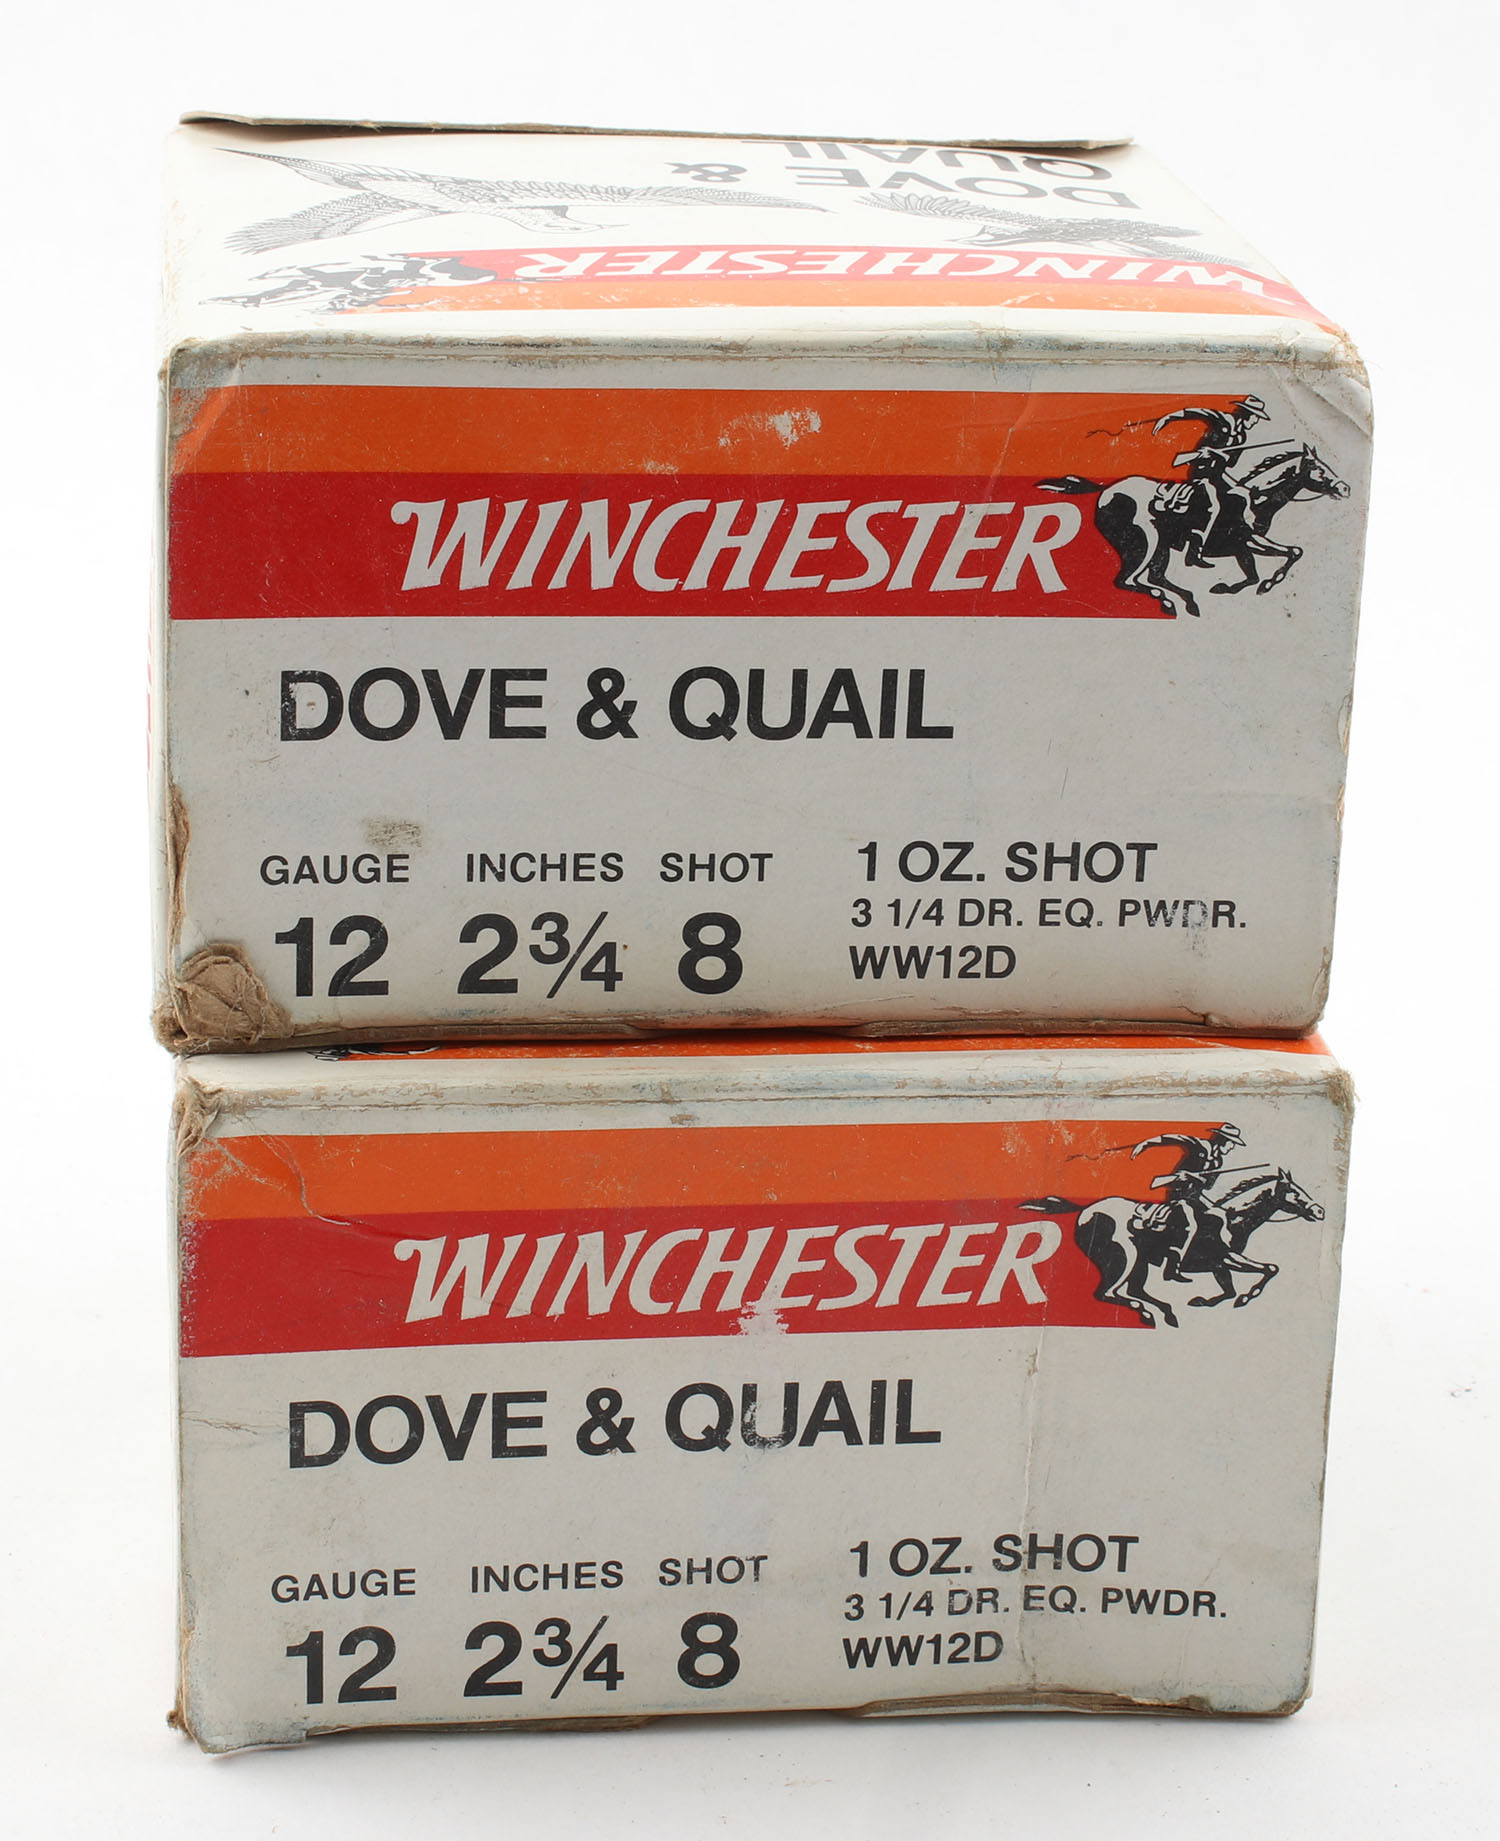 DOVE &
QUAIL
WINCHESTER
WINCHESTER
DOVE & QUAIL
GAUGE INCHES SHOT
12 2¾ 8
1 OZ. SHOT
3 1/4 DR. EQ. PWDR.
WW12D
WINCHESTER
DOVE & QUAIL
GAUGE INCHES SHOT
12 2¾ 8
1 OZ. SHOT
3 1/4 DR. EQ. PWDR.
WW12D